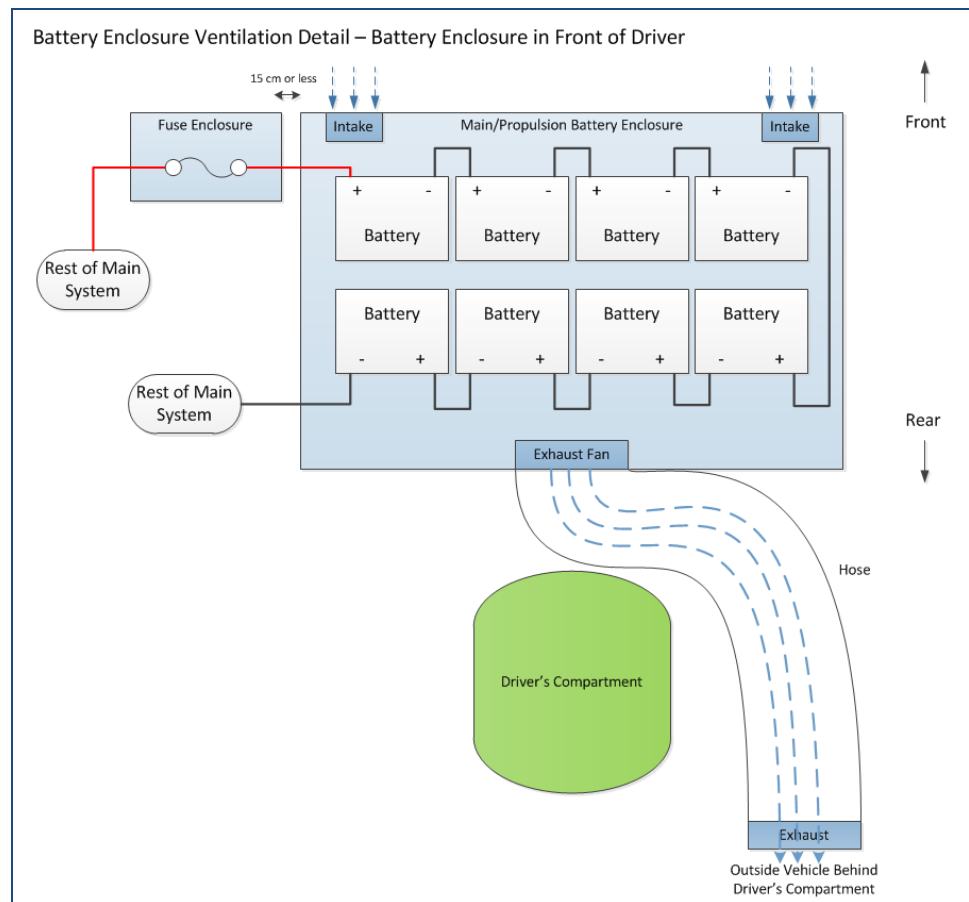 Battery Enclosure Ventilation Detail – Battery Enclosure in Front of Driver
15 cm or less
Front
Fuse Enclosure
Intake
Main/Propulsion Battery Enclosure
Intake
+ -
+ -
+ -
+ -
Battery
Battery
Battery
Battery
Rest of Main
System
Battery
Battery
Battery
Battery
- +
- +
- +
- +
Rest of Main
System
Rear
Exhaust Fan
Hose
Driver's Compartment
Exhaust
Outside Vehicle Behind
Driver's Compartment